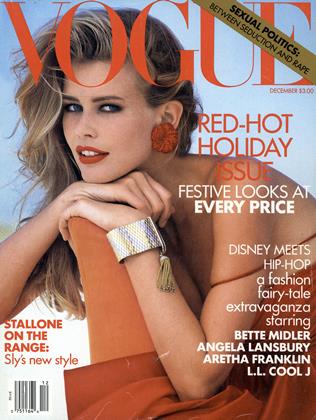 VOGUE
SEXUAL POLITICS:
BETWEEN SEDUCTION AND RAPE
DECEMBER $3.00
RED-HOT
HOLIDAY
ISSUE
FESTIVE LOOKS AT
EVERY PRICE
DISNEY MEETS
HIP-HOP
a fashion
fairy-tale
extravaganza
starring
BETTE MIDLER
ANGELA LANSBURY
ARETHA FRANKLIN
L.L. COOL J
STALLONE
ON THE
RANGE:
Sly's new style
12